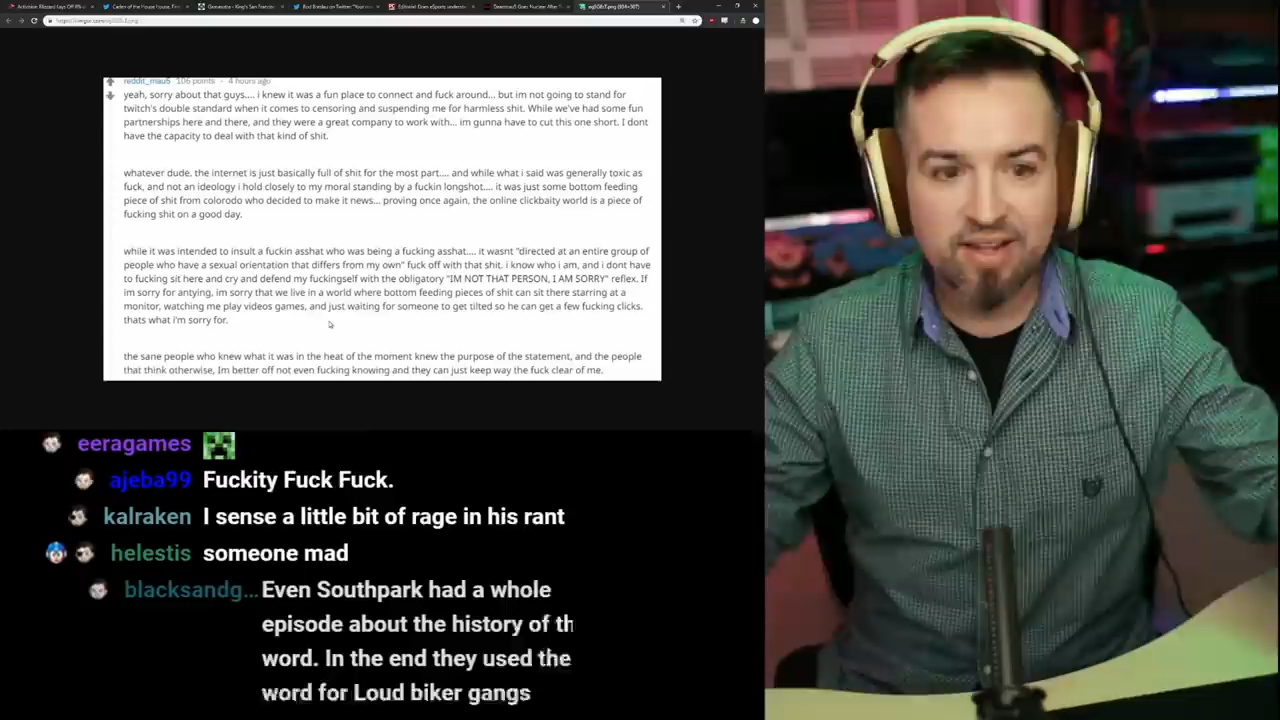 Activision Blizzard Lays Off 8%
https://imgur.com
reddit_mau5 106 points · 4 hours ago
yeah, sorry about that guys.... i knew it was a fun place to connect and fuck around... but im not going to stand for
twitch's double standard when it comes to censoring and suspending me for harmless shit. While we've had some fun
partnerships here and there, and they were a great company to work with... im gunna have to cut this one short. I dont
have the capacity to deal with that kind of shit.
whatever dude. the internet is just basically full of shit for the most part.... and while what i said was generally toxic as
fuck, and not an ideology i hold closely to my moral standing by a fuckin longshot.... it was just some bottom feeding
piece of shit from colorodo who decided to make it news... proving once again, the online clickbaity world is a piece of
fucking shit on a good day.
while it was intended to insult a fuckin asshat who was being a fucking asshat.... it wasnt "directed at an entire group of
people who have a sexual orientation that differs from my own" fuck off with that shit. i know who i am, and i dont have
to fucking sit here and cry and defend my fuckingself with the obligatory "IM NOT THAT PERSON, I AM SORRY" reflex. If
im sorry for antying, im sorry that we live in a world where bottom feeding pieces of shit can sit there starring at a
monitor, watching me play videos games, and just waiting for someone to get tilted so he can get a few fucking clicks.
thats what i'm sorry for.
the sane people who knew what it was in the heat of the moment knew the purpose of the statement, and the people
that think otherwise, Im better off not even fucking knowing and they can just keep way the fuck clear of me.
eeragames
ajeba99 Fuckity Fuck Fuck.
kalraken I sense a little bit of rage in his rant
helestis someone mad
blacksandg... Even Southpark had a whole
episode about the history of th
word. In the end they used the
word for Loud biker gangs